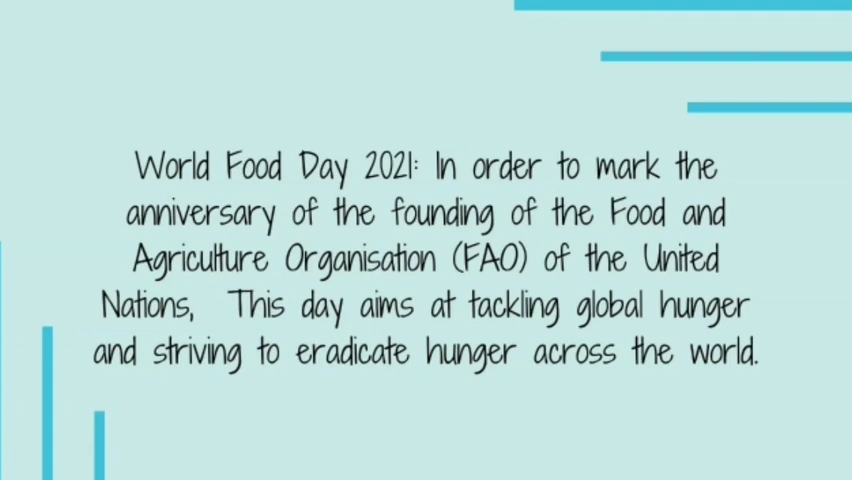 World Food Day 2021: In order to mark the
anniversary of the founding of the Food and
Agriculture Organisation (FAO) of the United
Nations, This day aims at tackling global hunger
and striving to eradicate hunger across the world.